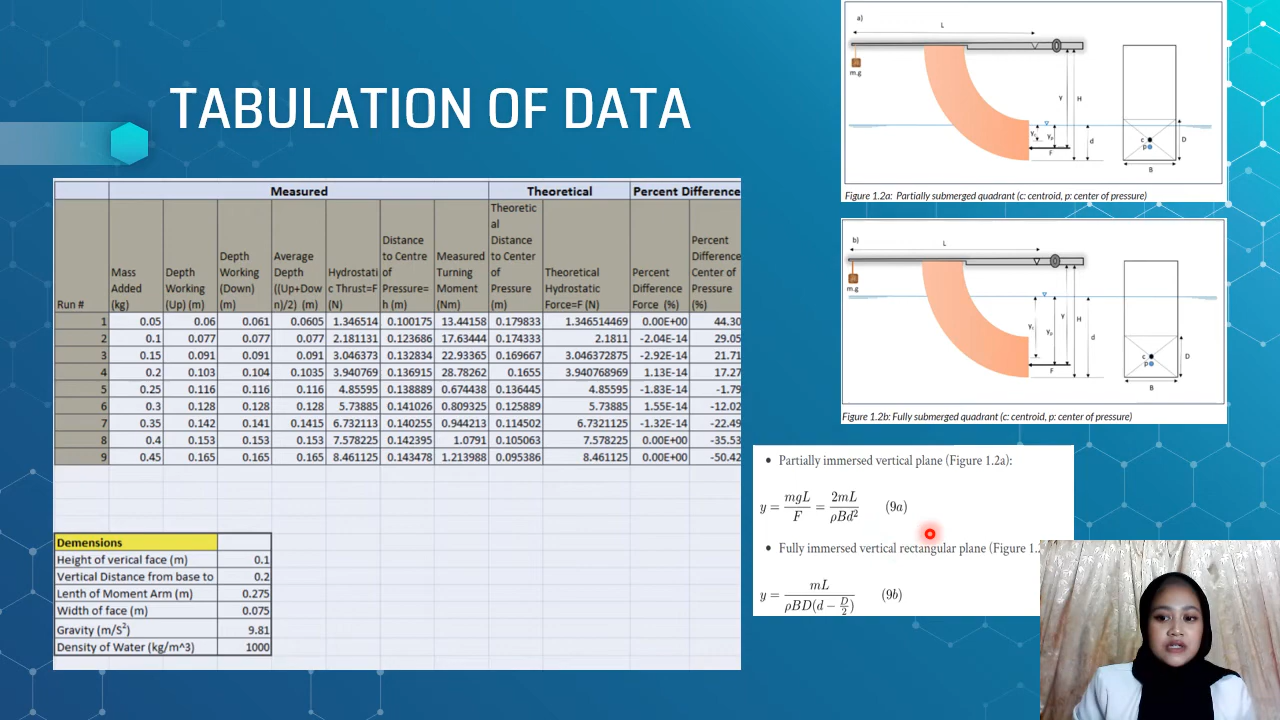 TABULATION OF DATA
Measured Theoretical Percent Difference
Run # Mass Added (kg) Depth Working (Up) (m) Depth Working (Down) (m) Average Depth ((Up+Down)/2) (m) Hydrostatic Thrust=F (N) Distance to Centre of Pressure= h (m) Measured Turning Moment (Nm) Theoretical Distance to Center of Pressure (m) Theoretical Hydrostatic Force=F (N) Percent Difference Force (%) Percent Difference Center of Pressure (%)
1 0.05 0.06 0.061 0.0605 1.346514 0.100175 13.44158 0.179833 1.346514469 0.00E+00 44.30
2 0.1 0.077 0.077 0.077 2.181131 0.123686 17.63444 0.174333 2.1811 -2.04E-14 29.05
3 0.15 0.091 0.091 0.091 3.046373 0.132834 22.93365 0.169667 3.046372875 -2.92E-14 21.71
4 0.2 0.103 0.104 0.1035 3.940769 0.136915 28.78262 0.1655 3.940768969 1.13E-14 17.27
5 0.25 0.116 0.116 0.116 4.85595 0.138889 0.674438 0.136445 4.85595 -1.83E-14 -1.79
6 0.3 0.128 0.128 0.128 5.73885 0.141026 0.809325 0.125889 5.73885 1.55E-14 -12.02
7 0.35 0.142 0.141 0.1415 6.732113 0.140255 0.944213 0.114502 6.7321125 -1.32E-14 -22.49
8 0.4 0.153 0.153 0.153 7.578225 0.142395 1.0791 0.105063 7.578225 0.00E+00 -35.53
9 0.45 0.165 0.165 0.165 8.461125 0.143478 1.213988 0.095386 8.461125 0.00E+00 -50.42
Demensions
Height of verical face (m) 0.1
Vertical Distance from base to 0.2
Lenth of Moment Arm (m) 0.275
Width of face (m) 0.075
Gravity (m/S²) 9.81
Density of Water (kg/m^3) 1000
a)
L
m.g
y H
y₁ yₚ d
F
c
p
D
B
Figure 1.2a: Partially submerged quadrant (c: centroid, p: center of pressure)
b)
L
m.g
y₁ yₚ y H
d
F
c
p
D
B
Figure 1.2b: Fully submerged quadrant (c: centroid, p: center of pressure)
• Partially immersed vertical plane (Figure 1.2a):
y = mgL/F = 2mL/ρBd² (9a)
• Fully immersed vertical rectangular plane (Figure 1.2
y = mL/ρBD(d − D/2) (9b)